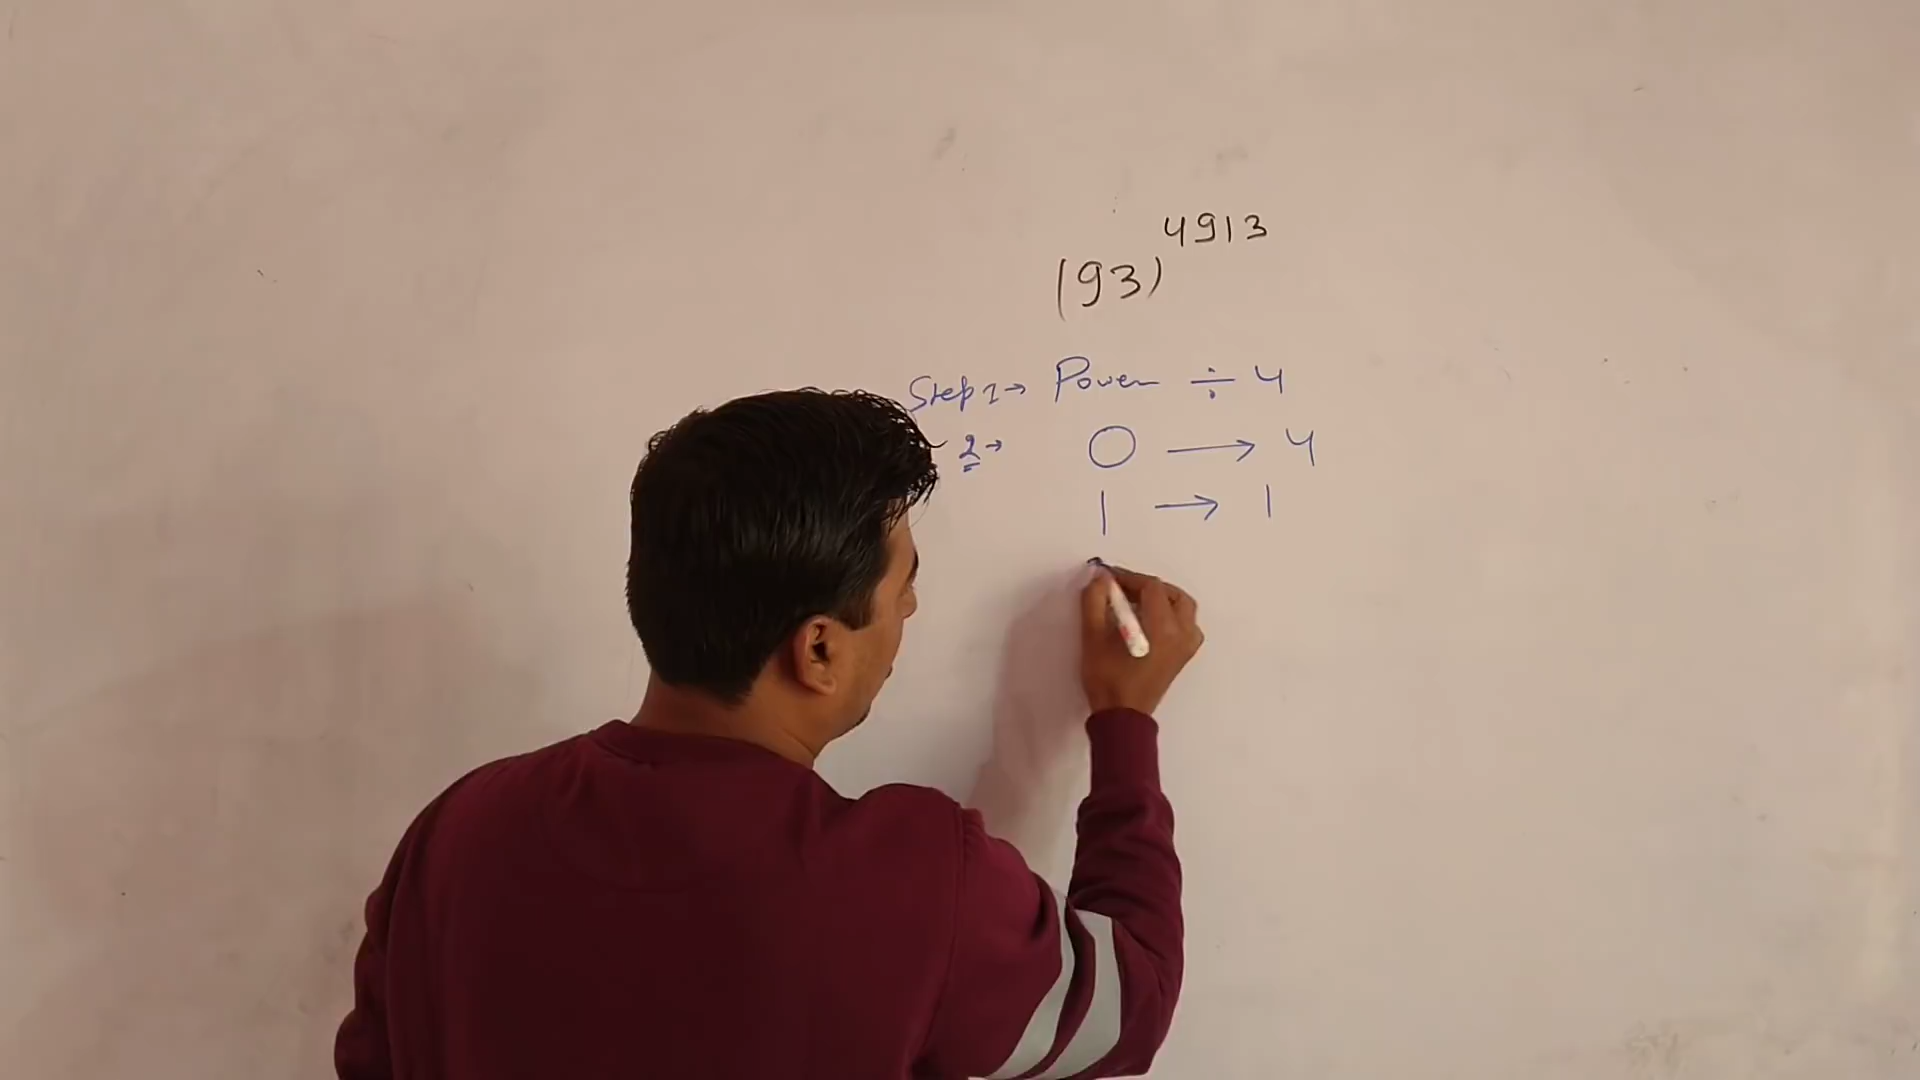 (93)^4913
Step 1→ Power ÷ 4
2→ 0 → 4
1 → 1